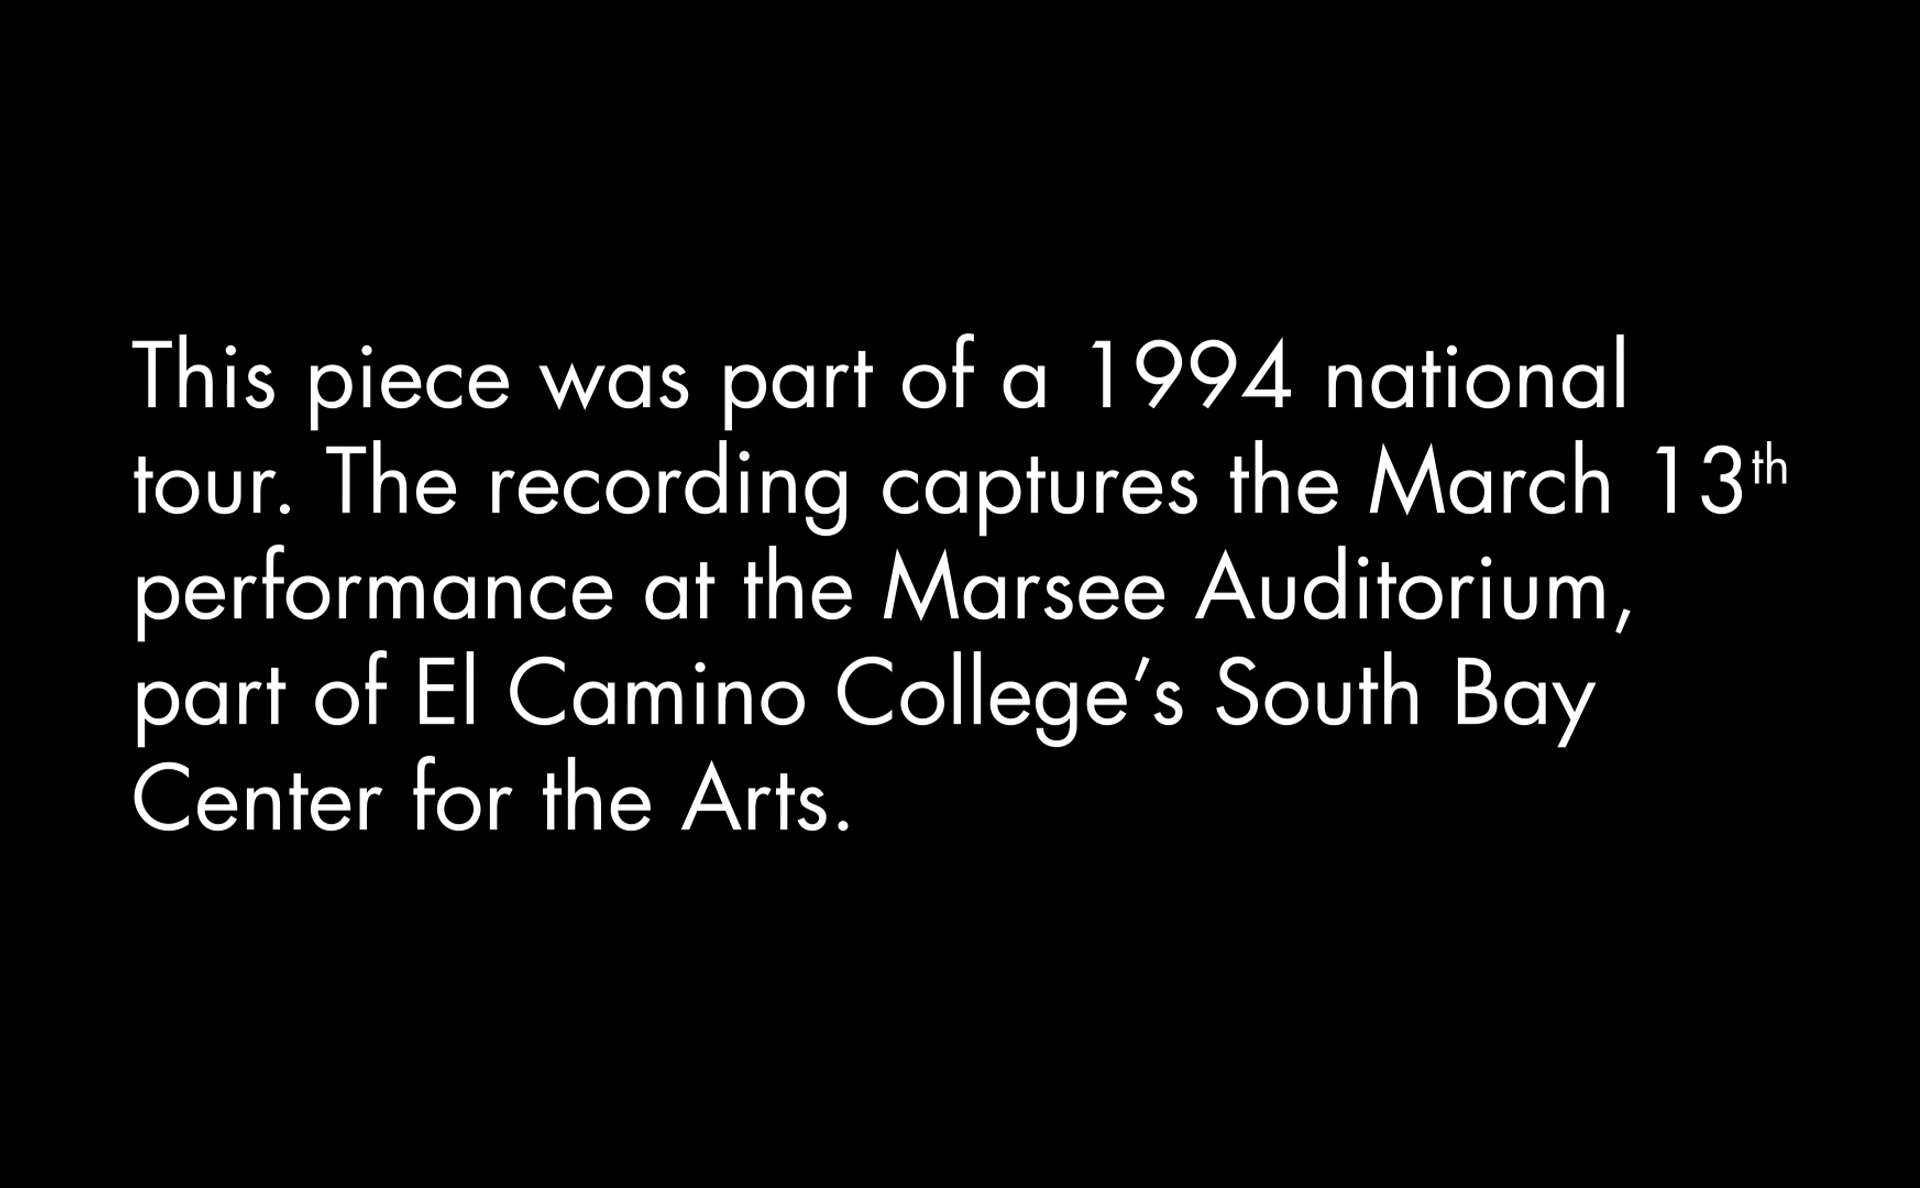 This piece was part of a 1994 national
tour. The recording captures the March 13th
performance at the Marsee Auditorium,
part of El Camino College’s South Bay
Center for the Arts.